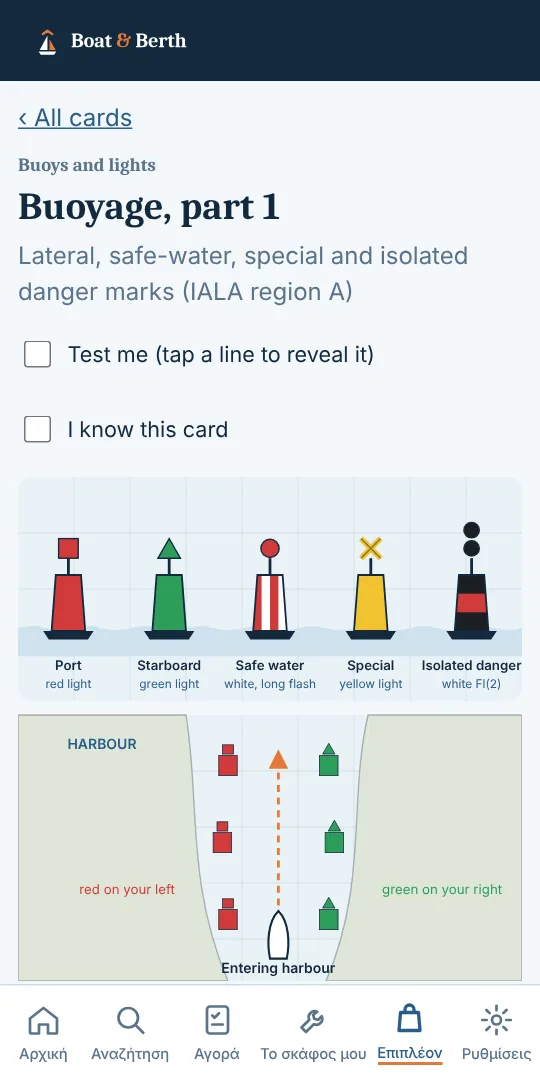 Boat & Berth
‹ All cards
Buoys and lights
Buoyage, part 1
Lateral, safe-water, special and isolated
danger marks (IALA region A)
Test me (tap a line to reveal it)
I know this card
Port
Starboard
Safe water
Special
Isolated danger
red light
green light
white, long flash
yellow light
white Fl(2)
HARBOUR
red on your left
green on your right
Entering harbour
Αρχική
Αναζήτηση
Αγορά
Το σκάφος μου
Επιπλέον
Ρυθμίσεις